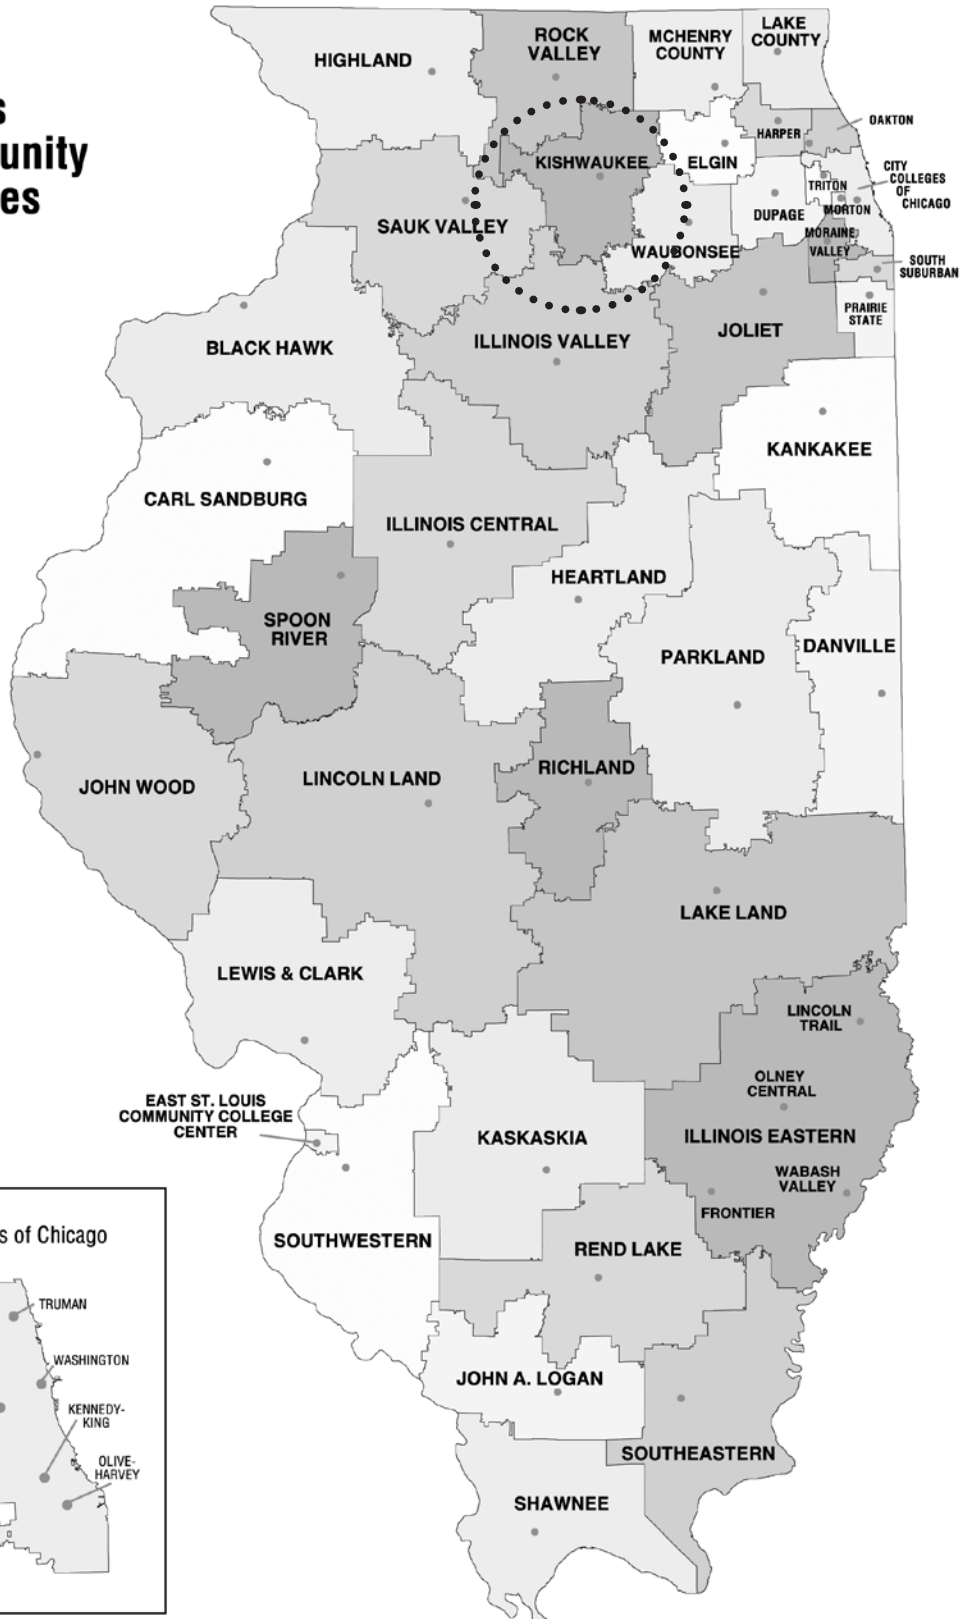 s
unity
es
HIGHLAND
ROCK
VALLEY
MCHENRY
COUNTY
LAKE
COUNTY
HARPER
OAKTON
KISHWAUKEE
ELGIN
CITY
COLLEGES
OF
CHICAGO
TRITON
DUPAGE
MORTON
SAUK VALLEY
MORAINE
VALLEY
WAUBONSEE
SOUTH
SUBURBAN
PRAIRIE
STATE
BLACK HAWK
ILLINOIS VALLEY
JOLIET
KANKAKEE
CARL SANDBURG
ILLINOIS CENTRAL
HEARTLAND
SPOON
RIVER
PARKLAND
DANVILLE
JOHN WOOD
LINCOLN LAND
RICHLAND
LAKE LAND
LEWIS & CLARK
LINCOLN
TRAIL
OLNEY
CENTRAL
EAST ST. LOUIS
COMMUNITY COLLEGE
CENTER
KASKASKIA
ILLINOIS EASTERN
WABASH
VALLEY
FRONTIER
SOUTHWESTERN
REND LAKE
JOHN A. LOGAN
SOUTHEASTERN
SHAWNEE
s of Chicago
TRUMAN
WASHINGTON
KENNEDY-
KING
OLIVE-
HARVEY